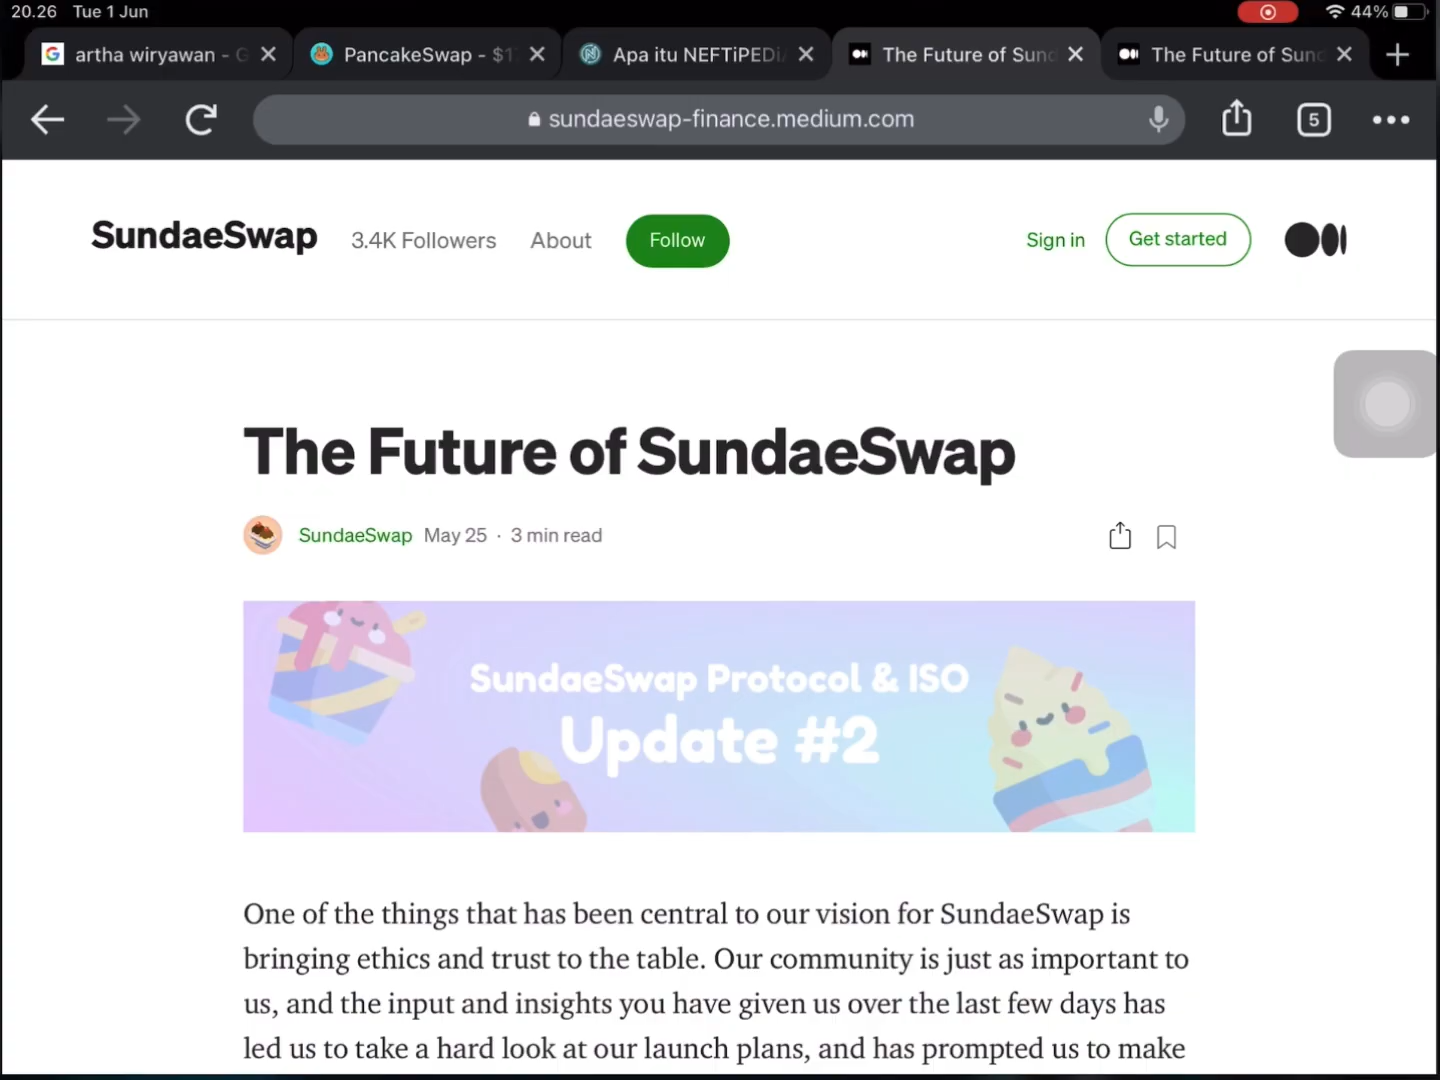 20.26 Tue 1 Jun 44%
artha wiryawan - G PancakeSwap - $1 Apa itu NEFTiPEDi The Future of Sund The Future of Sund
sundaeswap-finance.medium.com 5
SundaeSwap 3.4K Followers About Follow Sign in Get started
The Future of SundaeSwap
SundaeSwap May 25 · 3 min read
SundaeSwap Protocol & ISO
Update #2
One of the things that has been central to our vision for SundaeSwap is
bringing ethics and trust to the table. Our community is just as important to
us, and the input and insights you have given us over the last few days has
led us to take a hard look at our launch plans, and has prompted us to make